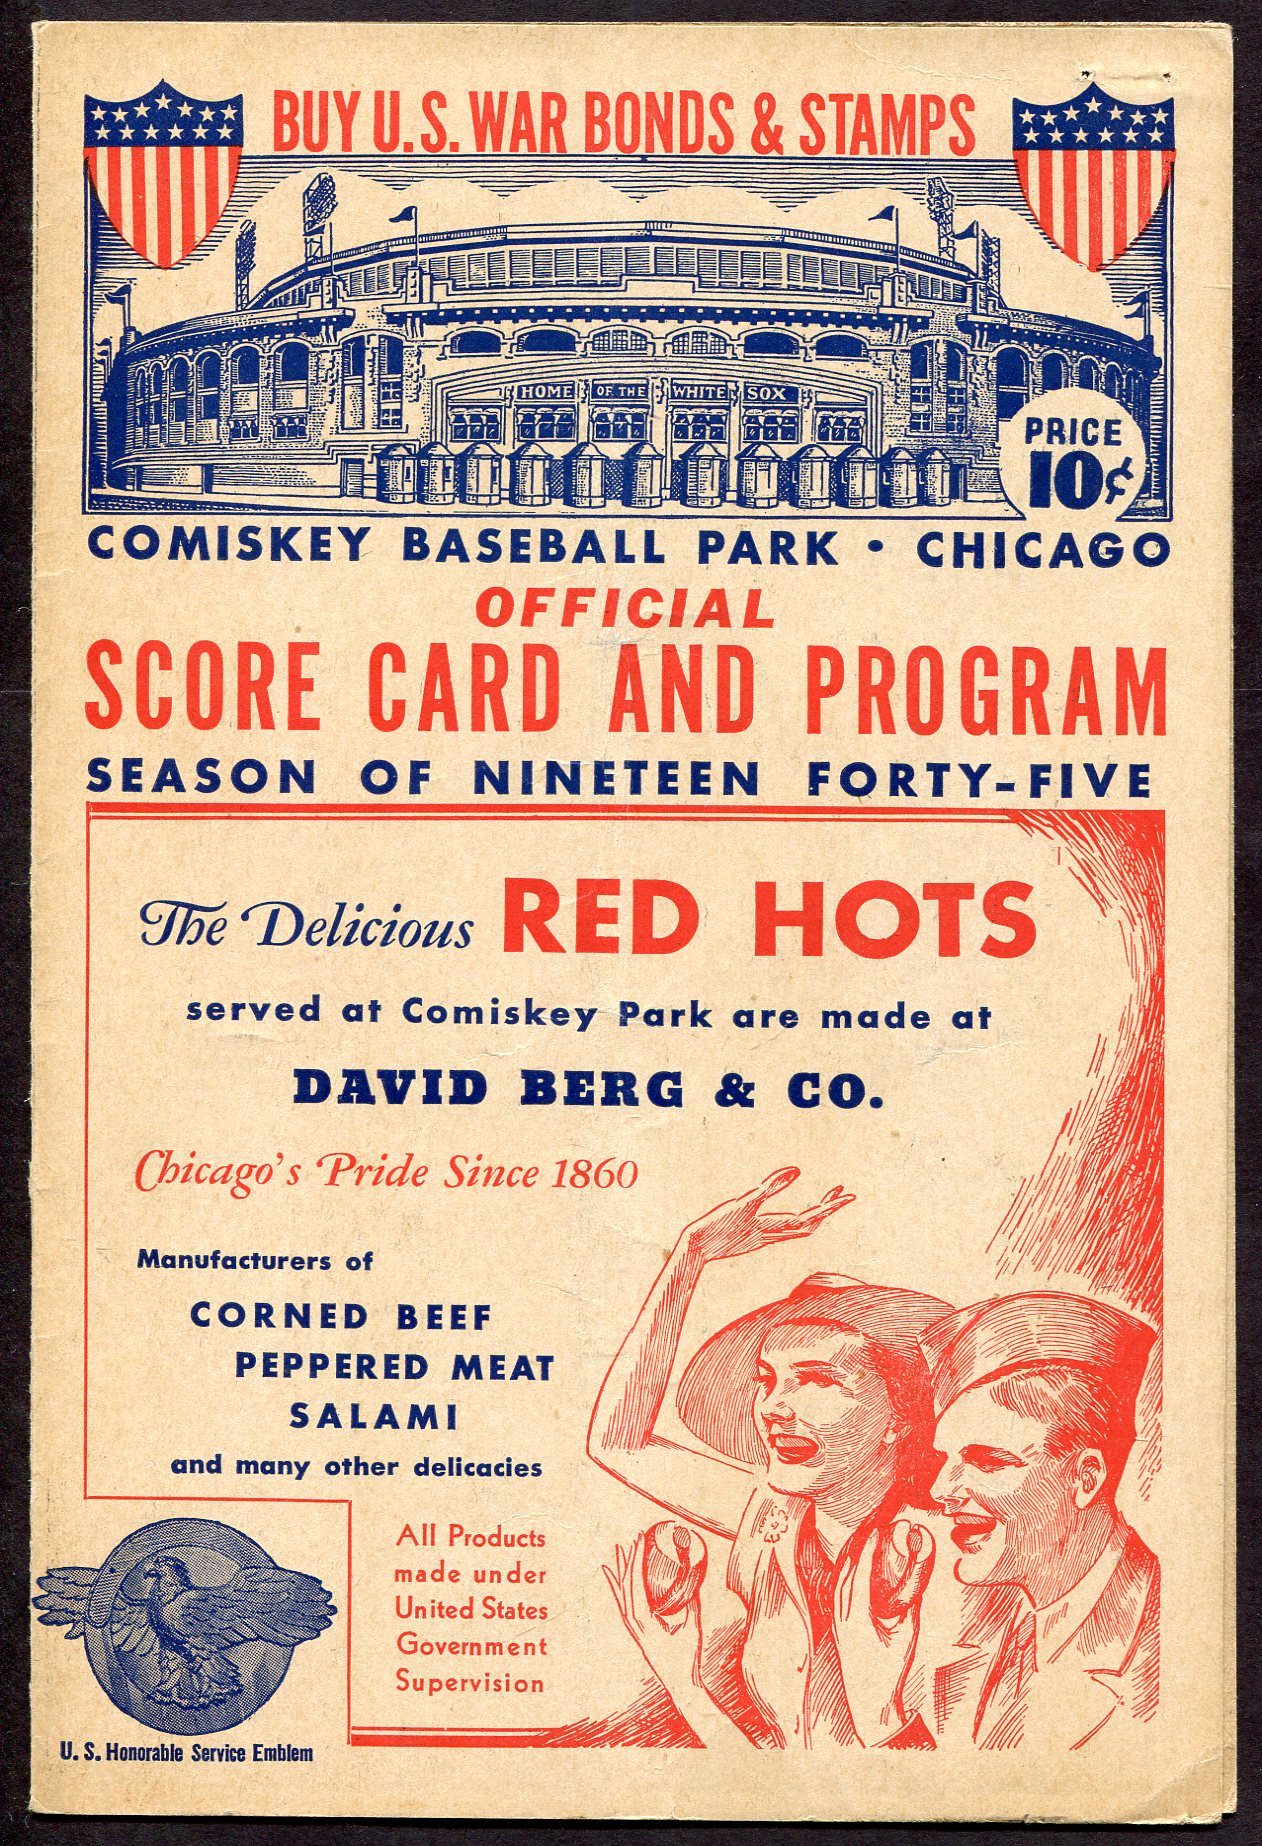 BUY U.S. WAR BONDS & STAMPS
HOME OF THE WHITE SOX
PRICE
10¢
COMISKEY BASEBALL PARK • CHICAGO
OFFICIAL
SCORE CARD AND PROGRAM
SEASON OF NINETEEN FORTY-FIVE
The Delicious RED HOTS
served at Comiskey Park are made at
DAVID BERG & CO.
Chicago's Pride Since 1860
Manufacturers of
CORNED BEEF
PEPPERED MEAT
SALAMI
and many other delicacies
All Products
made under
United States
Government
Supervision
U. S. Honorable Service Emblem